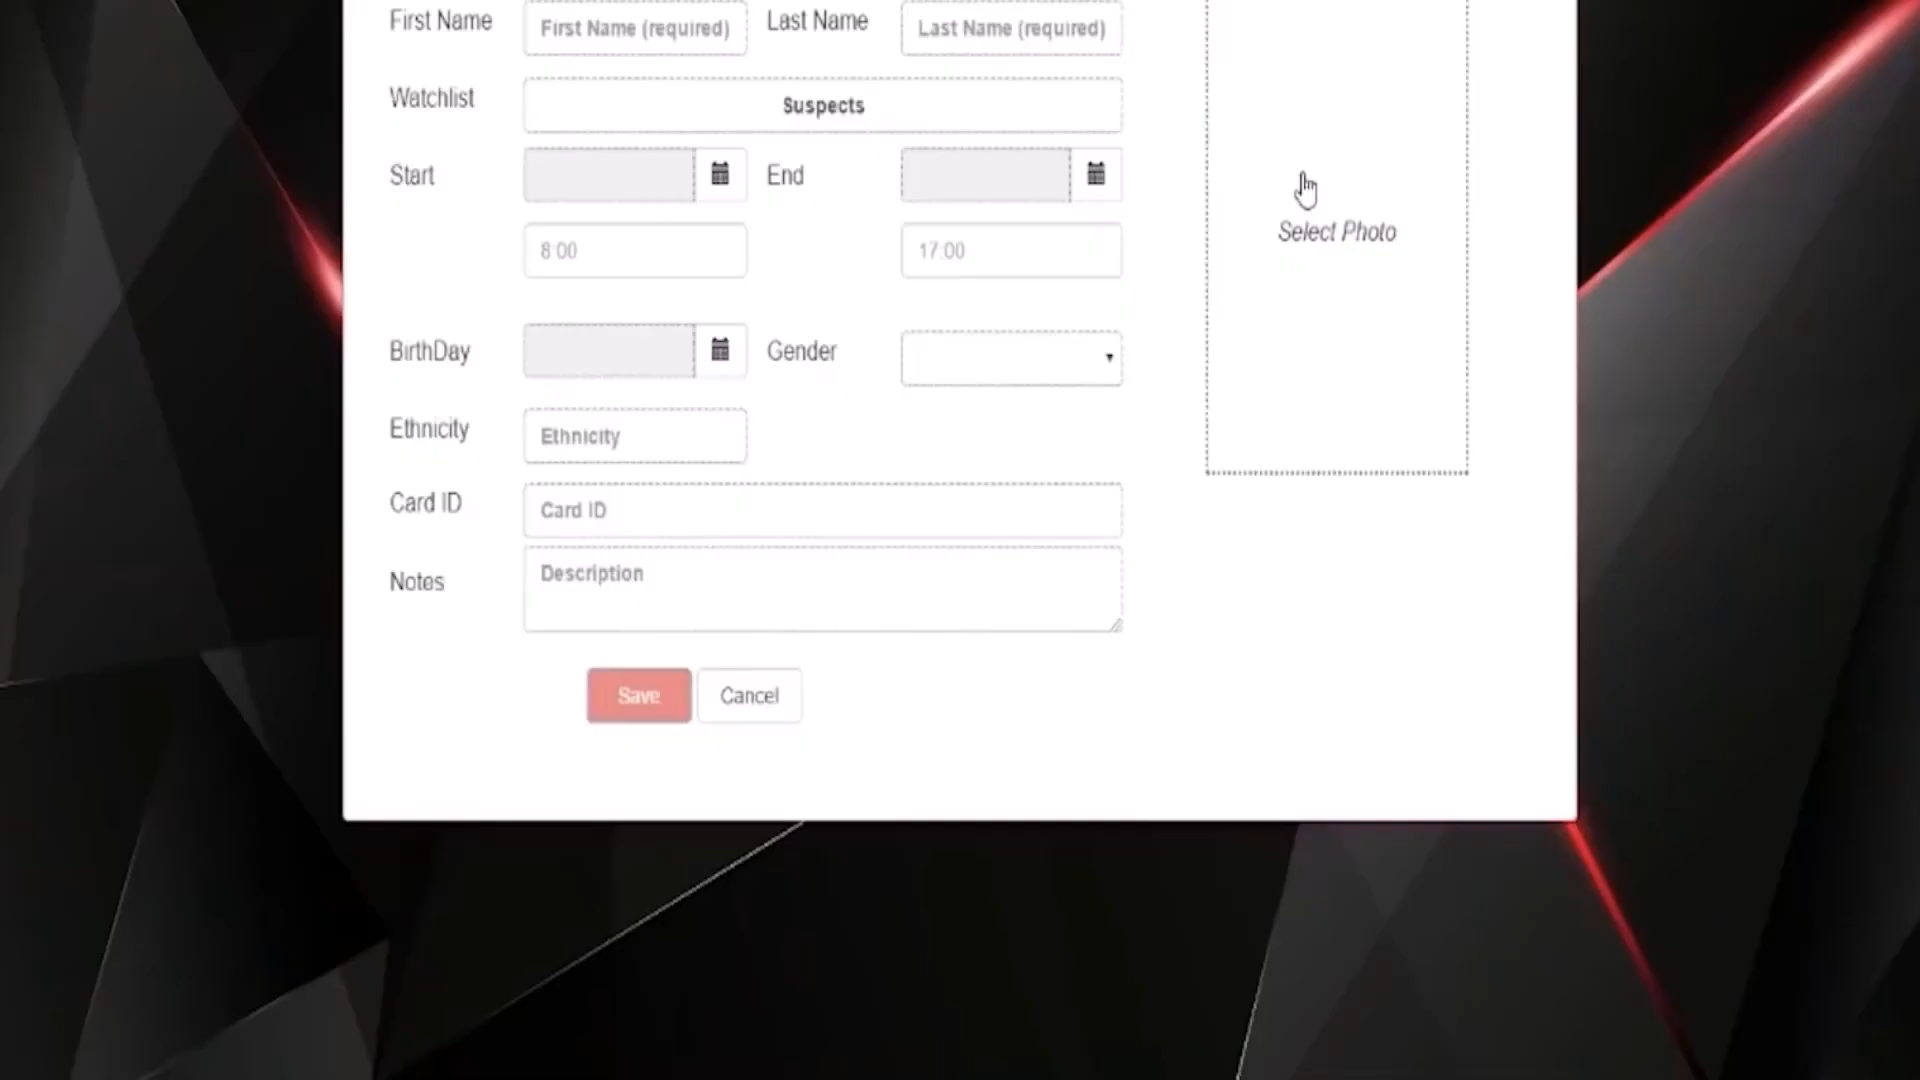 First Name First Name (required) Last Name Last Name (required)
Watchlist Suspects
Start End
8:00 17:00
Select Photo
BirthDay Gender
Ethnicity Ethnicity
Card ID Card ID
Notes Description
Save Cancel